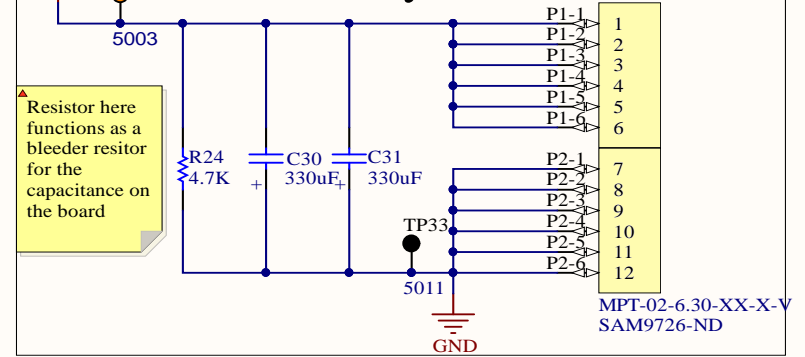 5003
Resistor here
functions as a
bleeder resitor
for the
capacitance on
the board
R24
4.7K
C30
330uF
+
C31
330uF
+
TP33
5011
GND
P1-1
P1-2
P1-3
P1-4
P1-5
P1-6
P2-1
P2-2
P2-3
P2-4
P2-5
P2-6
1
2
3
4
5
6
7
8
9
10
11
12
MPT-02-6.30-XX-X-V
SAM9726-ND